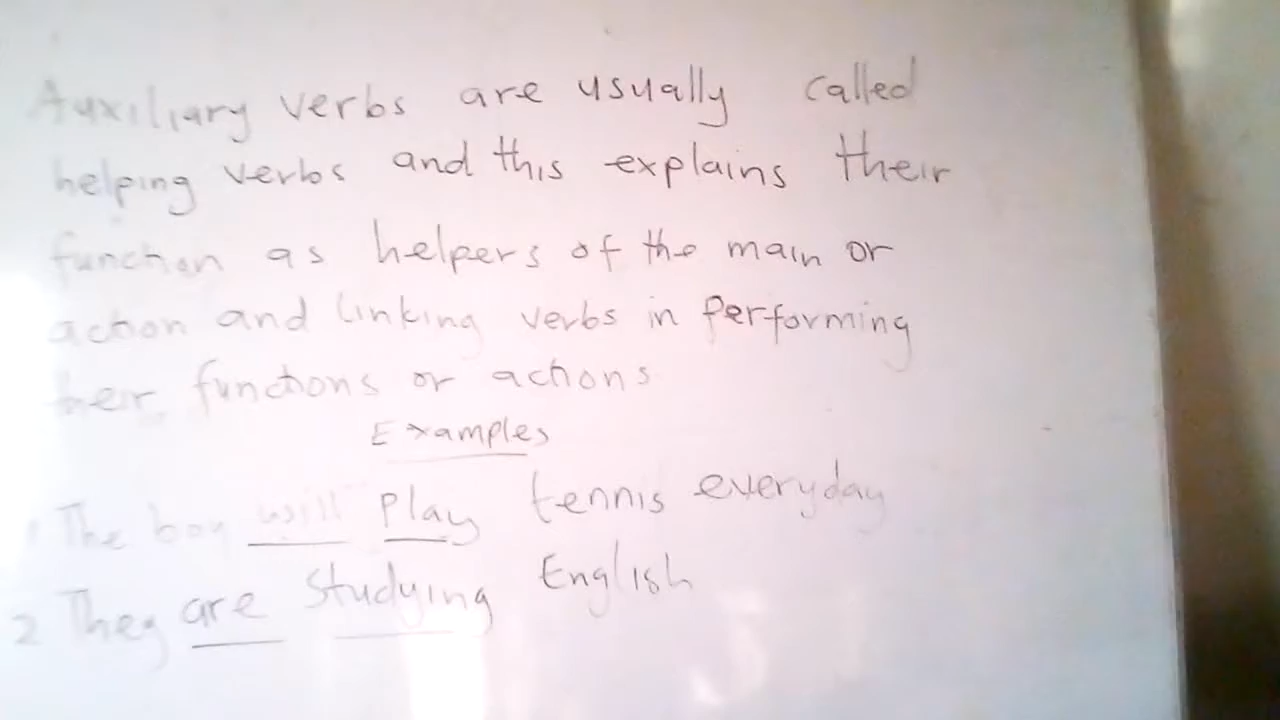 Auxiliary verbs are usually called
helping verbs and this explains their
function as helpers of the main or
action and linking verbs in performing
their functions or actions
Examples
1 The boy will play tennis everyday
2 They are studying English